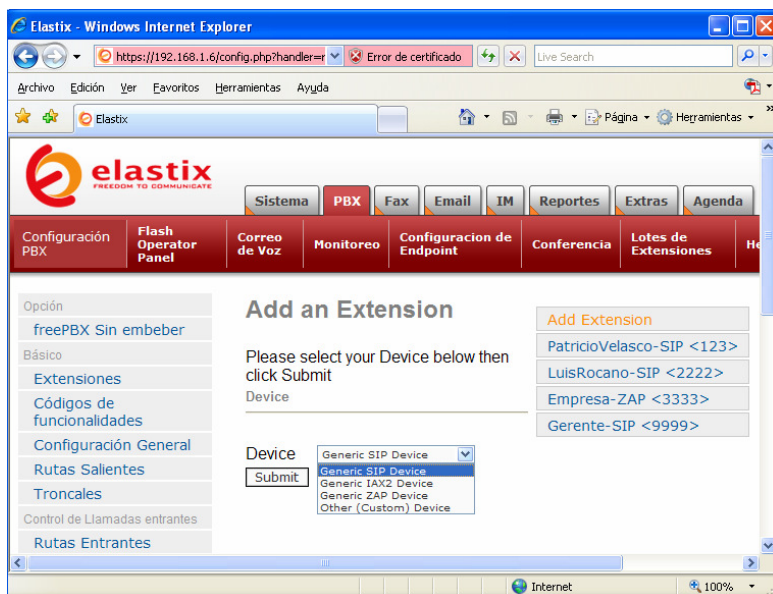 Elastix - Windows Internet Explorer
https://192.168.1.6/config.php?handler=r
Error de certificado
Live Search
Archivo Edición Ver Favoritos Herramientas Ayuda
Elastix
Página
Herramientas
elastix
FREEDOM TO COMMUNICATE
Sistema PBX Fax Email IM Reportes Extras Agenda
Configuración PBX
Flash Operator Panel
Correo de Voz
Monitoreo
Configuracion de Endpoint
Conferencia
Lotes de Extensiones
He
Opción
freePBX Sin embeber
Básico
Extensiones
Códigos de funcionalidades
Configuración General
Rutas Salientes
Troncales
Control de Llamadas entrantes
Rutas Entrantes
Add an Extension
Please select your Device below then
click Submit
Device
Device Generic SIP Device
Submit
Generic SIP Device
Generic IAX2 Device
Generic ZAP Device
Other (Custom) Device
Add Extension
PatricioVelasco-SIP <123>
LuisRocano-SIP <2222>
Empresa-ZAP <3333>
Gerente-SIP <9999>
Internet
100%